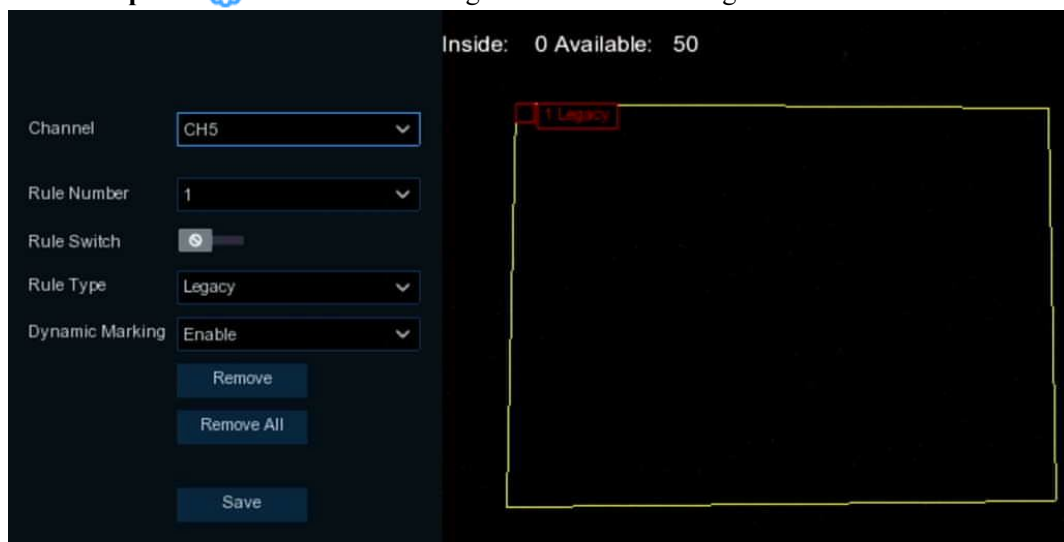 Inside: 0 Available: 50
1 Legacy
Channel CH5
Rule Number 1
Rule Switch
Rule Type Legacy
Dynamic Marking Enable
Remove
Remove All
Save